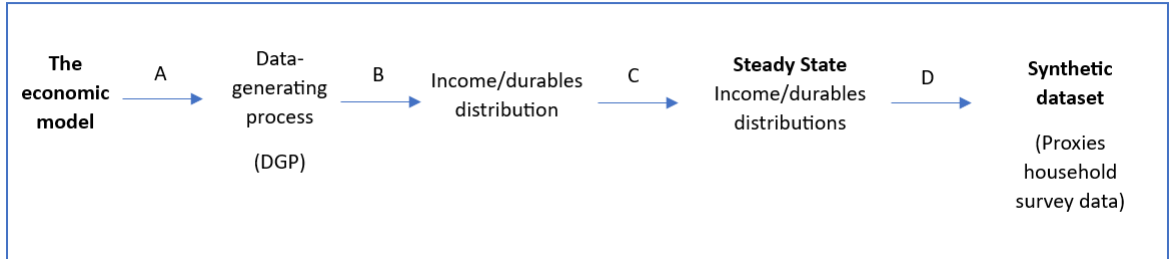 The
economic
model
A
Data-
generating
process
(DGP)
B
Income/durables
distribution
C
Steady State
Income/durables
distributions
D
Synthetic
dataset
(Proxies
household
survey data)